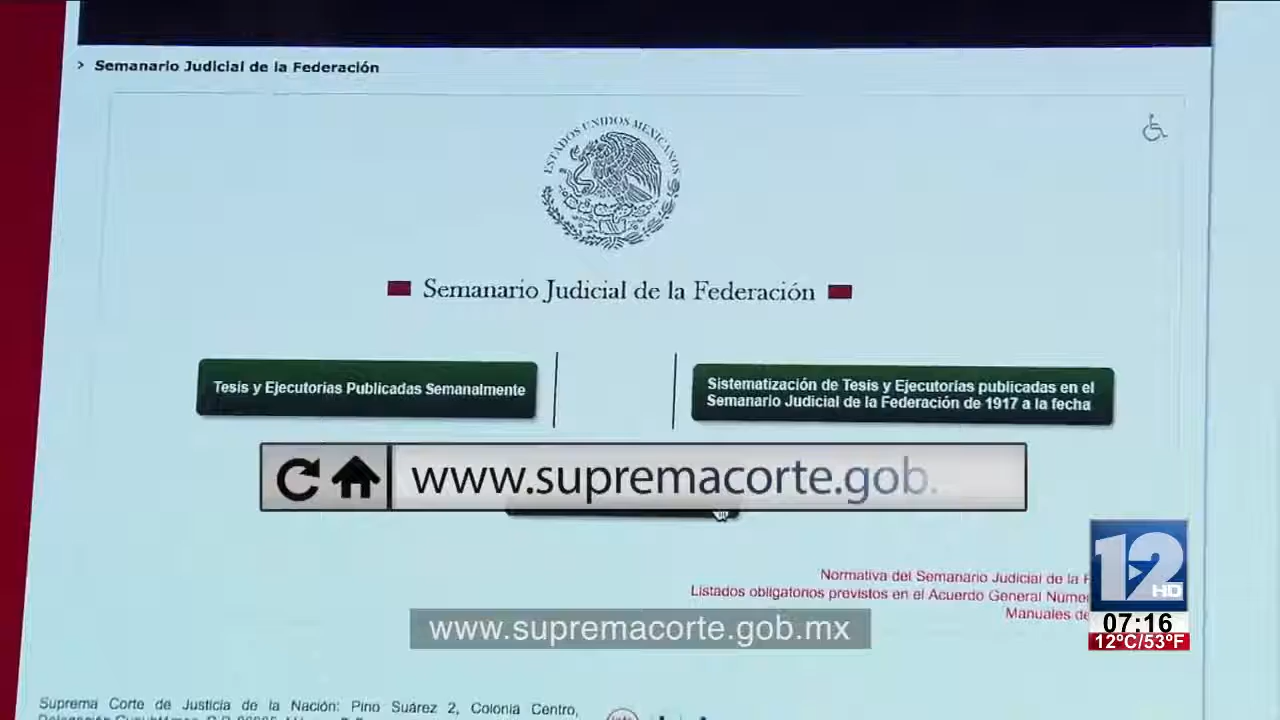 > Semanario Judicial de la Federación
ESTADOS UNIDOS MEXICANOS
Semanario Judicial de la Federación
Tesis y Ejecutorias Publicadas Semanalmente
Sistematización de Tesis y Ejecutorias publicadas en el
Semanario Judicial de la Federación de 1917 a la fecha
www.supremacorte.gob.
Normativa del Semanario Judicial de la F
Listados obligatorios previstos en el Acuerdo General Númer
Manuales de
12
HD
07:16
12°C/53°F
www.supremacorte.gob.mx
Suprema Corte de Justicia de la Nación: Pino Suárez 2, Colonia Centro,